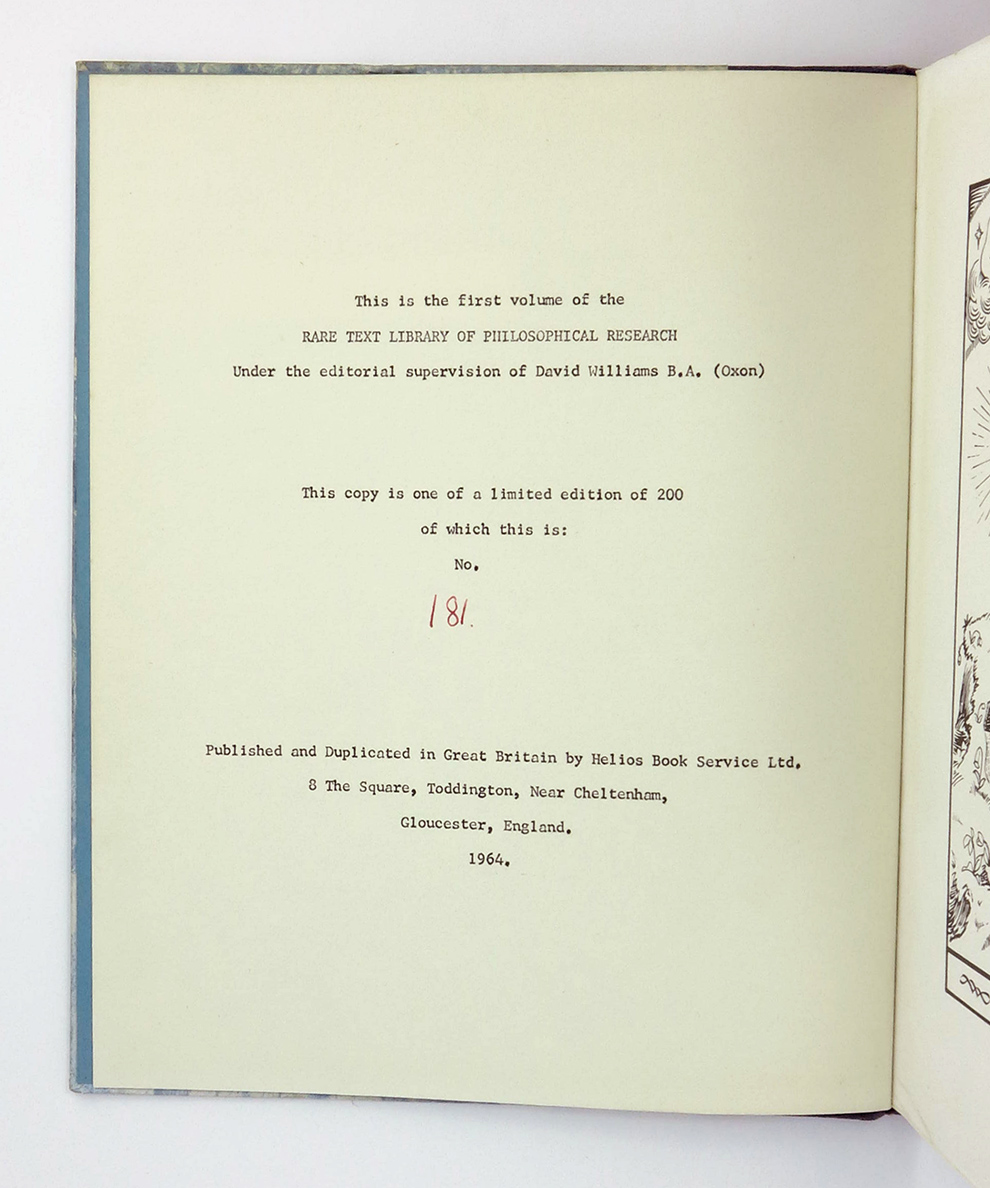 This is the first volume of the
RARE TEXT LIBRARY OF PHILOSOPHICAL RESEARCH
Under the editorial supervision of David Williams B.A. (Oxon)
This copy is one of a limited edition of 200
of which this is:
No.
181.
Published and Duplicated in Great Britain by Helios Book Service Ltd.
8 The Square, Toddington, Near Cheltenham,
Gloucester, England.
1964.